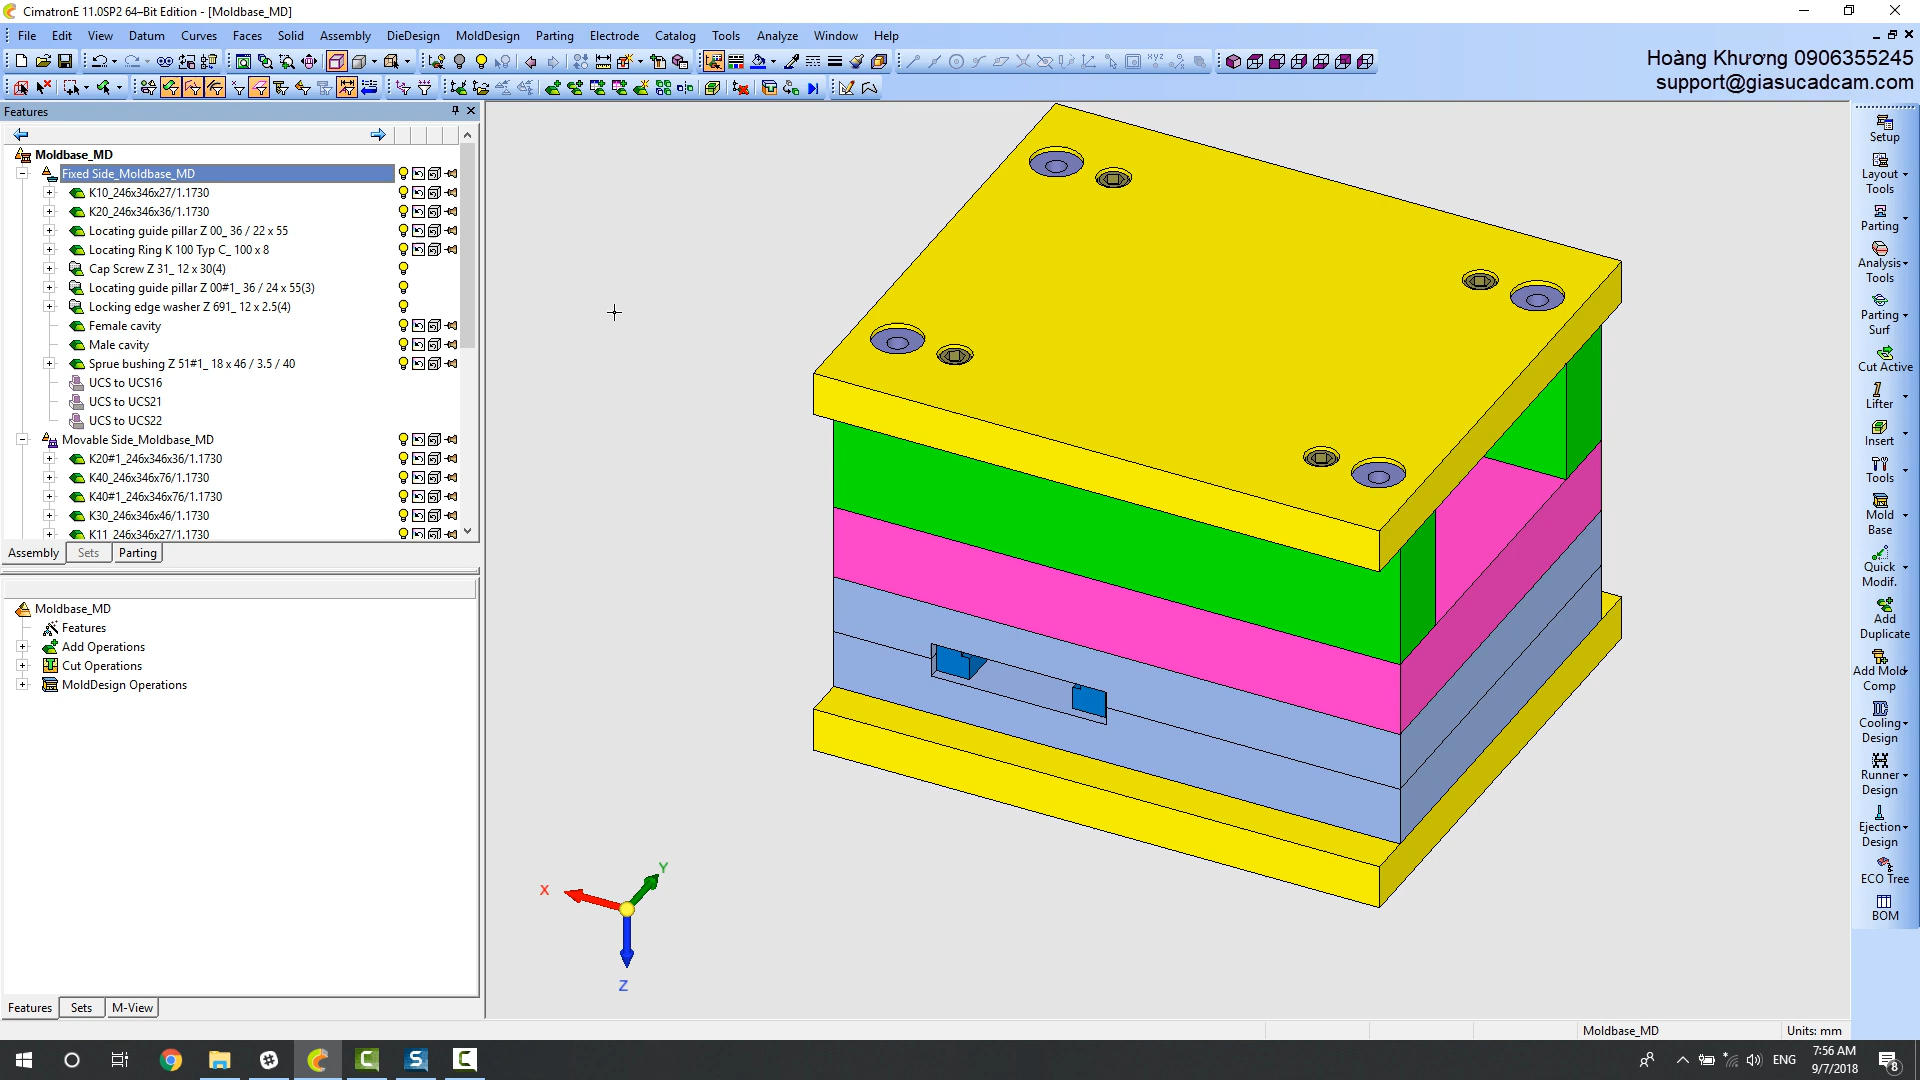 CimatronE 11.0SP2 64–Bit Edition - [Moldbase_MD]
File Edit View Datum Curves Faces Solid Assembly DieDesign MoldDesign Parting Electrode Catalog Tools Analyze Window Help
Hoàng Khương 0906355245
support@giasucadcam.com
Features
Moldbase_MD
Fixed Side_Moldbase_MD
K10_246x346x27/1.1730
K20_246x346x36/1.1730
Locating guide pillar Z 00_ 36 / 22 x 55
Locating Ring K 100 Typ C_ 100 x 8
Cap Screw Z 31_ 12 x 30(4)
Locating guide pillar Z 00#1_ 36 / 24 x 55(3)
Locking edge washer Z 691_ 12 x 2.5(4)
Female cavity
Male cavity
Sprue bushing Z 51#1_ 18 x 46 / 3.5 / 40
UCS to UCS16
UCS to UCS21
UCS to UCS22
Movable Side_Moldbase_MD
K20#1_246x346x36/1.1730
K40_246x346x76/1.1730
K40#1_246x346x76/1.1730
K30_246x346x46/1.1730
K11_246x346x27/1.1730
Assembly Sets Parting
Moldbase_MD
Features
Add Operations
Cut Operations
MoldDesign Operations
Features Sets M-View
X
Y
Z
Setup
Layout
Tools
Parting
Analysis
Tools
Parting
Surf
Cut Active
Lifter
Insert
Tools
Mold
Base
Quick
Modif.
Add
Duplicate
Add Mold
Comp
Cooling
Design
Runner
Design
Ejection
Design
ECO Tree
BOM
Moldbase_MD
Units: mm
ENG
7:56 AM
9/7/2018
8